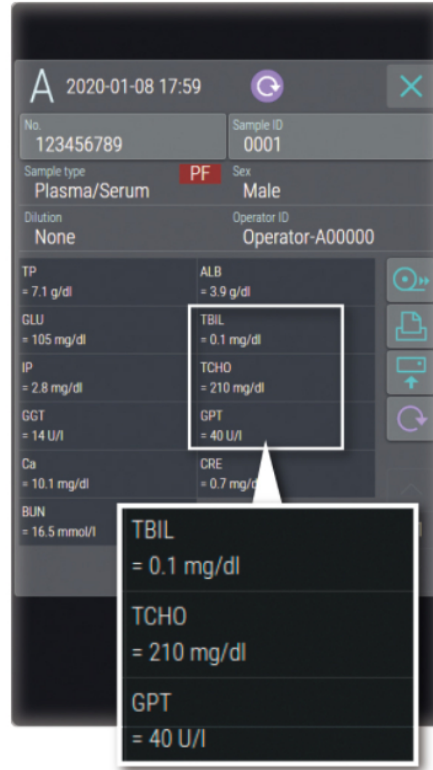 A 2020-01-08 17:59
No.
123456789
Sample ID
0001
Sample type
Plasma/Serum
PF
Sex
Male
Dilution
None
Operator ID
Operator-A00000
TP
= 7.1 g/dl
ALB
= 3.9 g/dl
GLU
= 105 mg/dl
TBIL
= 0.1 mg/dl
IP
= 2.8 mg/dl
TCHO
= 210 mg/dl
GGT
= 14 U/l
GPT
= 40 U/l
Ca
= 10.1 mg/dl
CRE
= 0.7 mg/d
BUN
= 16.5 mmol/l
TBIL
= 0.1 mg/dl
TCHO
= 210 mg/dl
GPT
= 40 U/l